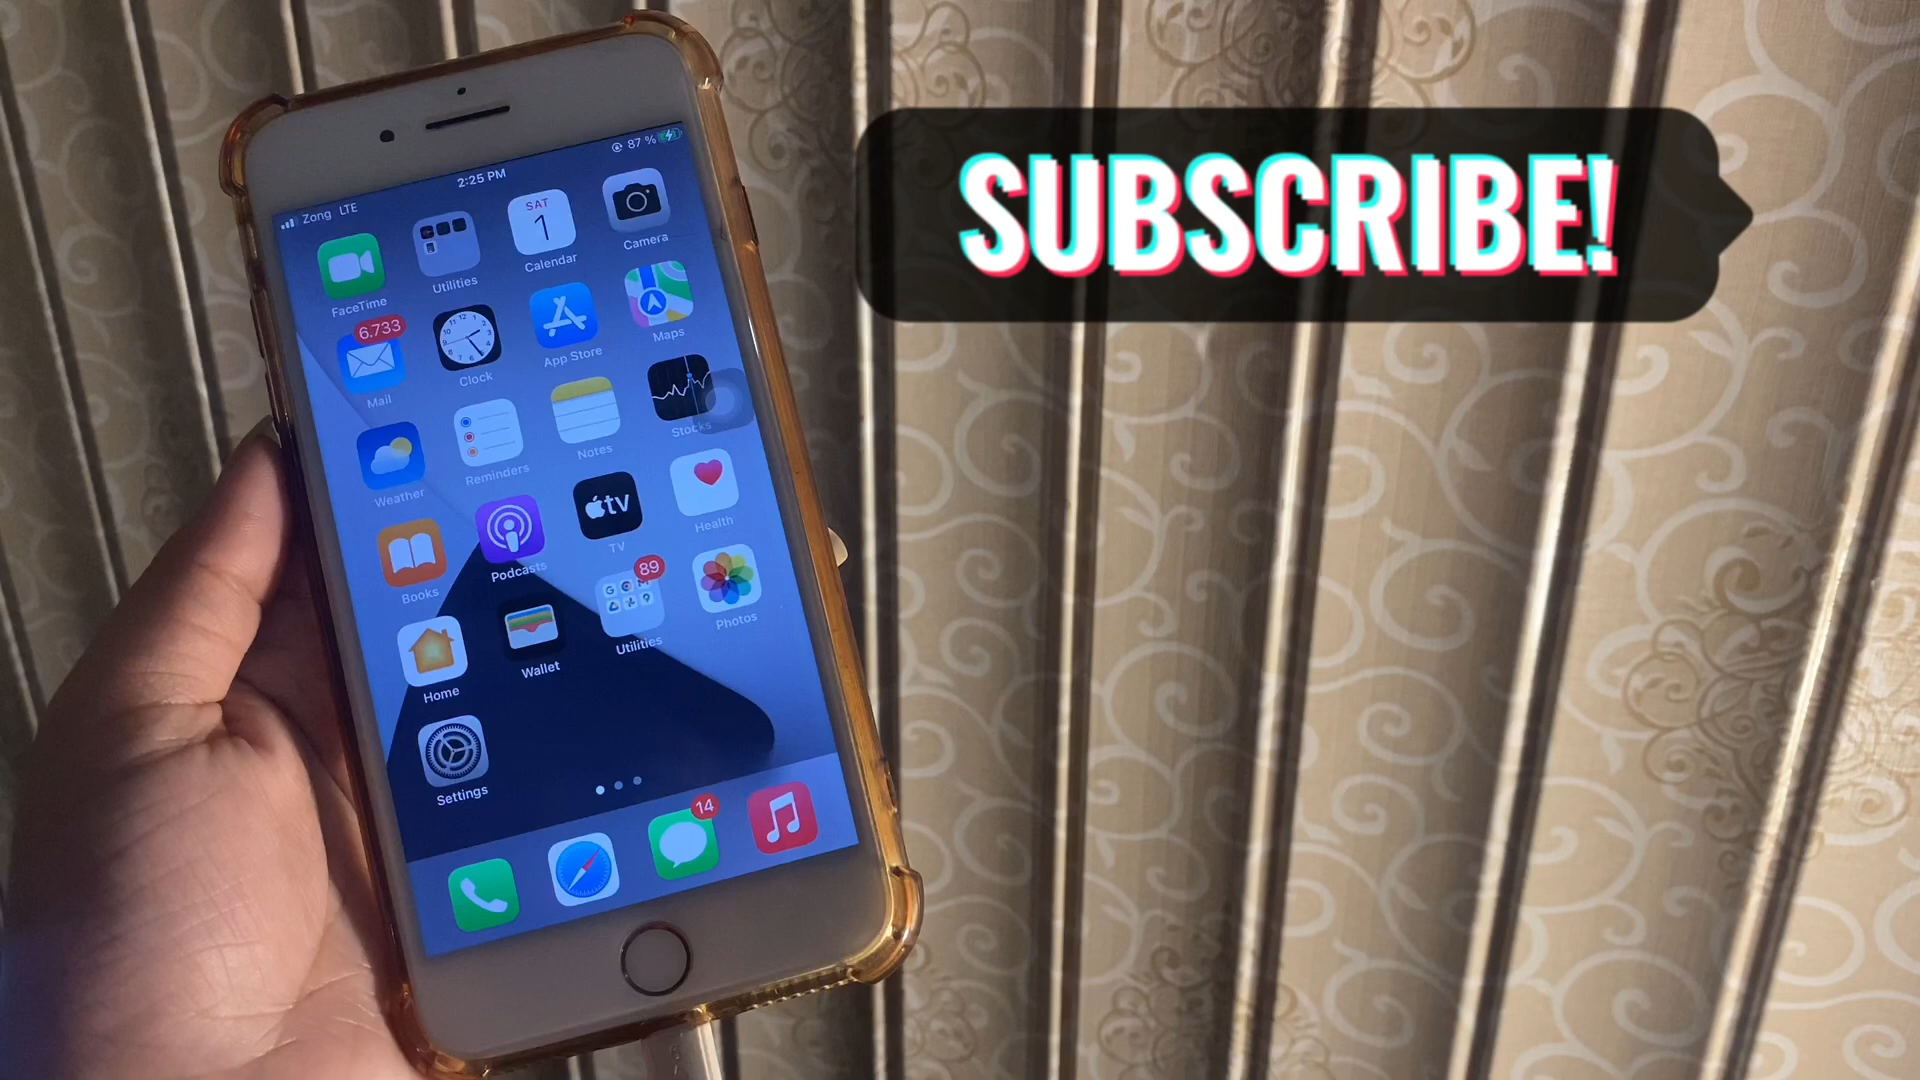 SUBSCRIBE!
Zong LTE
2:25 PM
87 %
FaceTime
Utilities
SAT
1
Calendar
Camera
6.733
Mail
Clock
App Store
Maps
Weather
Reminders
Notes
Stocks
Books
Podcasts
tv
TV
Health
Home
Wallet
89
Utilities
Photos
Settings
14